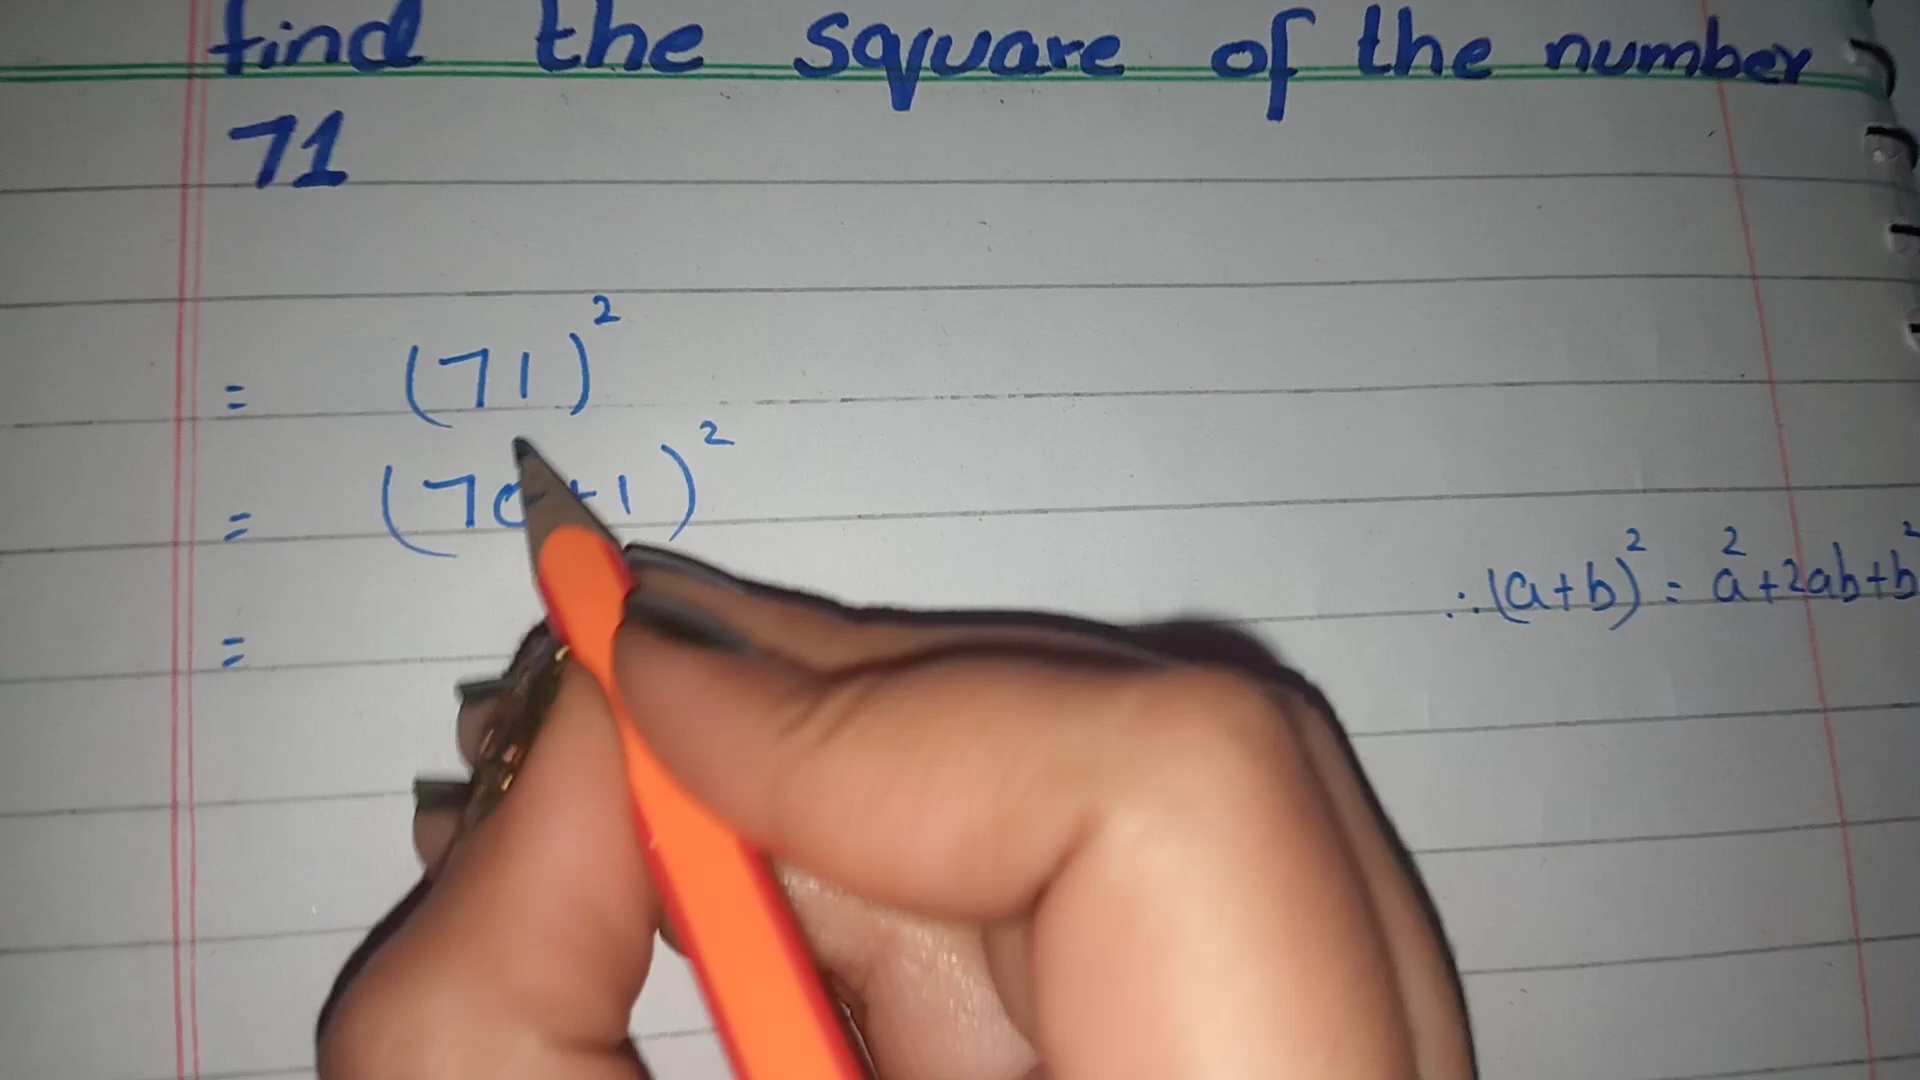 find the square of the number
71
= (71)²
= (70+1)²
∴ (a+b)² = a²+2ab+b²
=